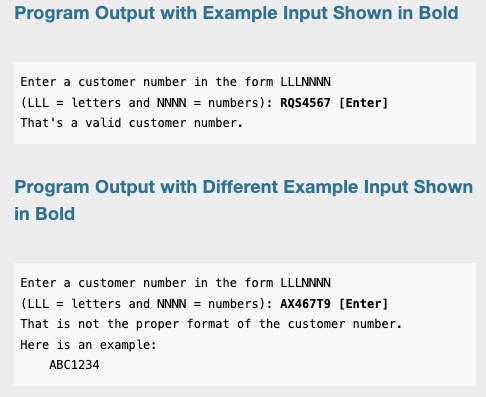 Program Output with Example Input Shown in Bold
Enter a customer number in the form LLLNNNN
(LLL = letters and NNNN = numbers): RQS4567 [Enter]
That's a valid customer number.
Program Output with Different Example Input Shown
in Bold
Enter a customer number in the form LLLNNNN
(LLL = letters and NNNN = numbers): AX467T9 [Enter]
That is not the proper format of the customer number.
Here is an example:
    ABC1234